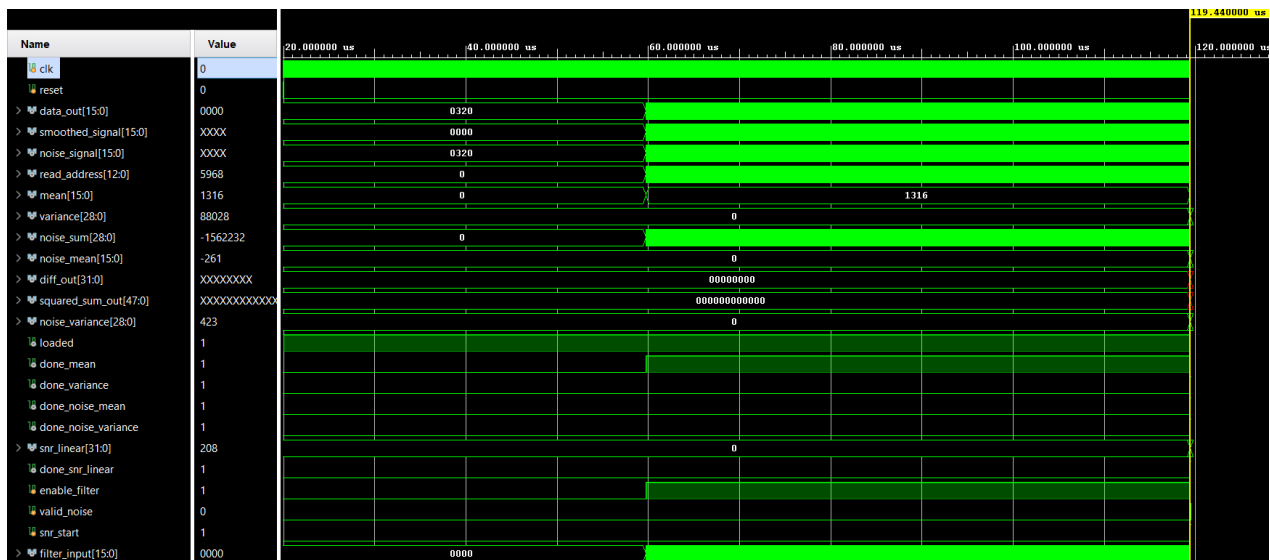 119.440000 us
Name Value 20.000000 us 40.000000 us 60.000000 us 80.000000 us 100.000000 us 120.000000 us
clk 0
reset 0
data_out[15:0] 0000 0320
smoothed_signal[15:0] XXXX 0000
noise_signal[15:0] XXXX 0320
read_address[12:0] 5968 0
mean[15:0] 1316 0 1316
variance[28:0] 88028 0
noise_sum[28:0] -1562232 0
noise_mean[15:0] -261 0
diff_out[31:0] XXXXXXXX 00000000
squared_sum_out[47:0] XXXXXXXXXXXX 000000000000
noise_variance[28:0] 423 0
loaded 1
done_mean 1
done_variance 1
done_noise_mean 1
done_noise_variance 1
snr_linear[31:0] 208 0
done_snr_linear 1
enable_filter 1
valid_noise 0
snr_start 1
filter_input[15:0] 0000 0000